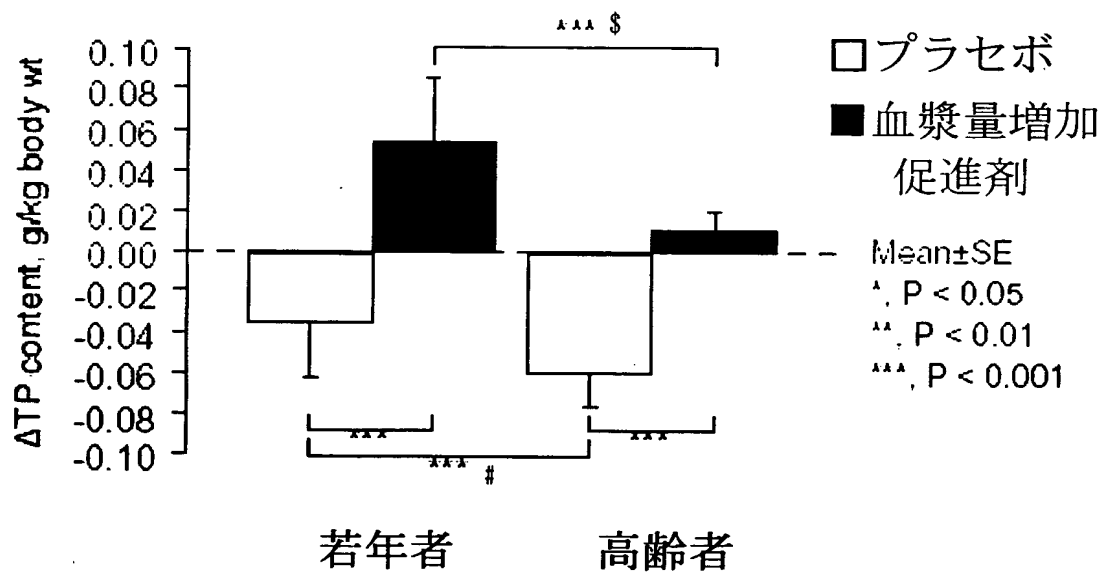 *** $
0.10
0.08
0.06
0.04
0.02
0.00
-0.02
-0.04
-0.06
-0.08
-0.10
ΔTP content, gr/kg body wt
***
***
*** #
若年者
高齢者
プラセボ
血漿量増加
促進剤
Mean±SE
*, P < 0.05
**, P < 0.01
***, P < 0.001